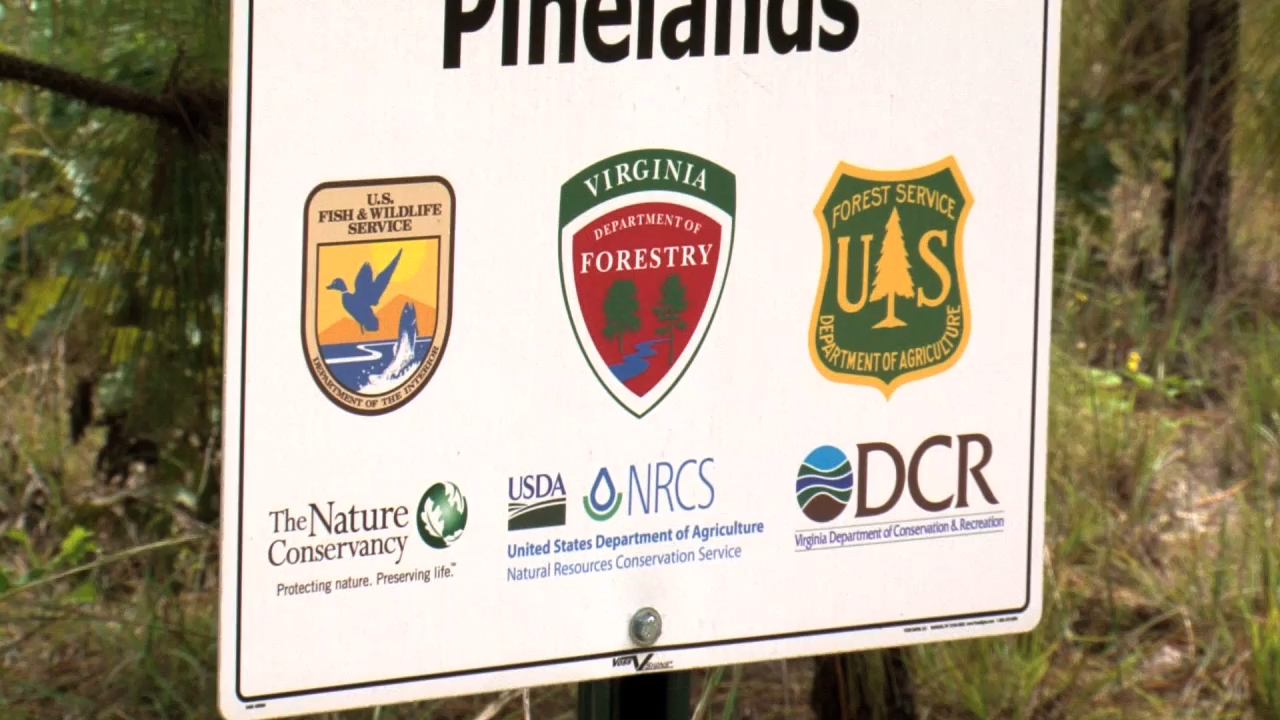 Pinelands
U.S.
FISH & WILDLIFE
SERVICE
DEPARTMENT OF THE INTERIOR
VIRGINIA
DEPARTMENT OF
FORESTRY
FOREST SERVICE
US
DEPARTMENT OF AGRICULTURE
The Nature
Conservancy
Protecting nature. Preserving life.™
USDA
NRCS
United States Department of Agriculture
Natural Resources Conservation Service
DCR
Virginia Department of Conservation & Recreation